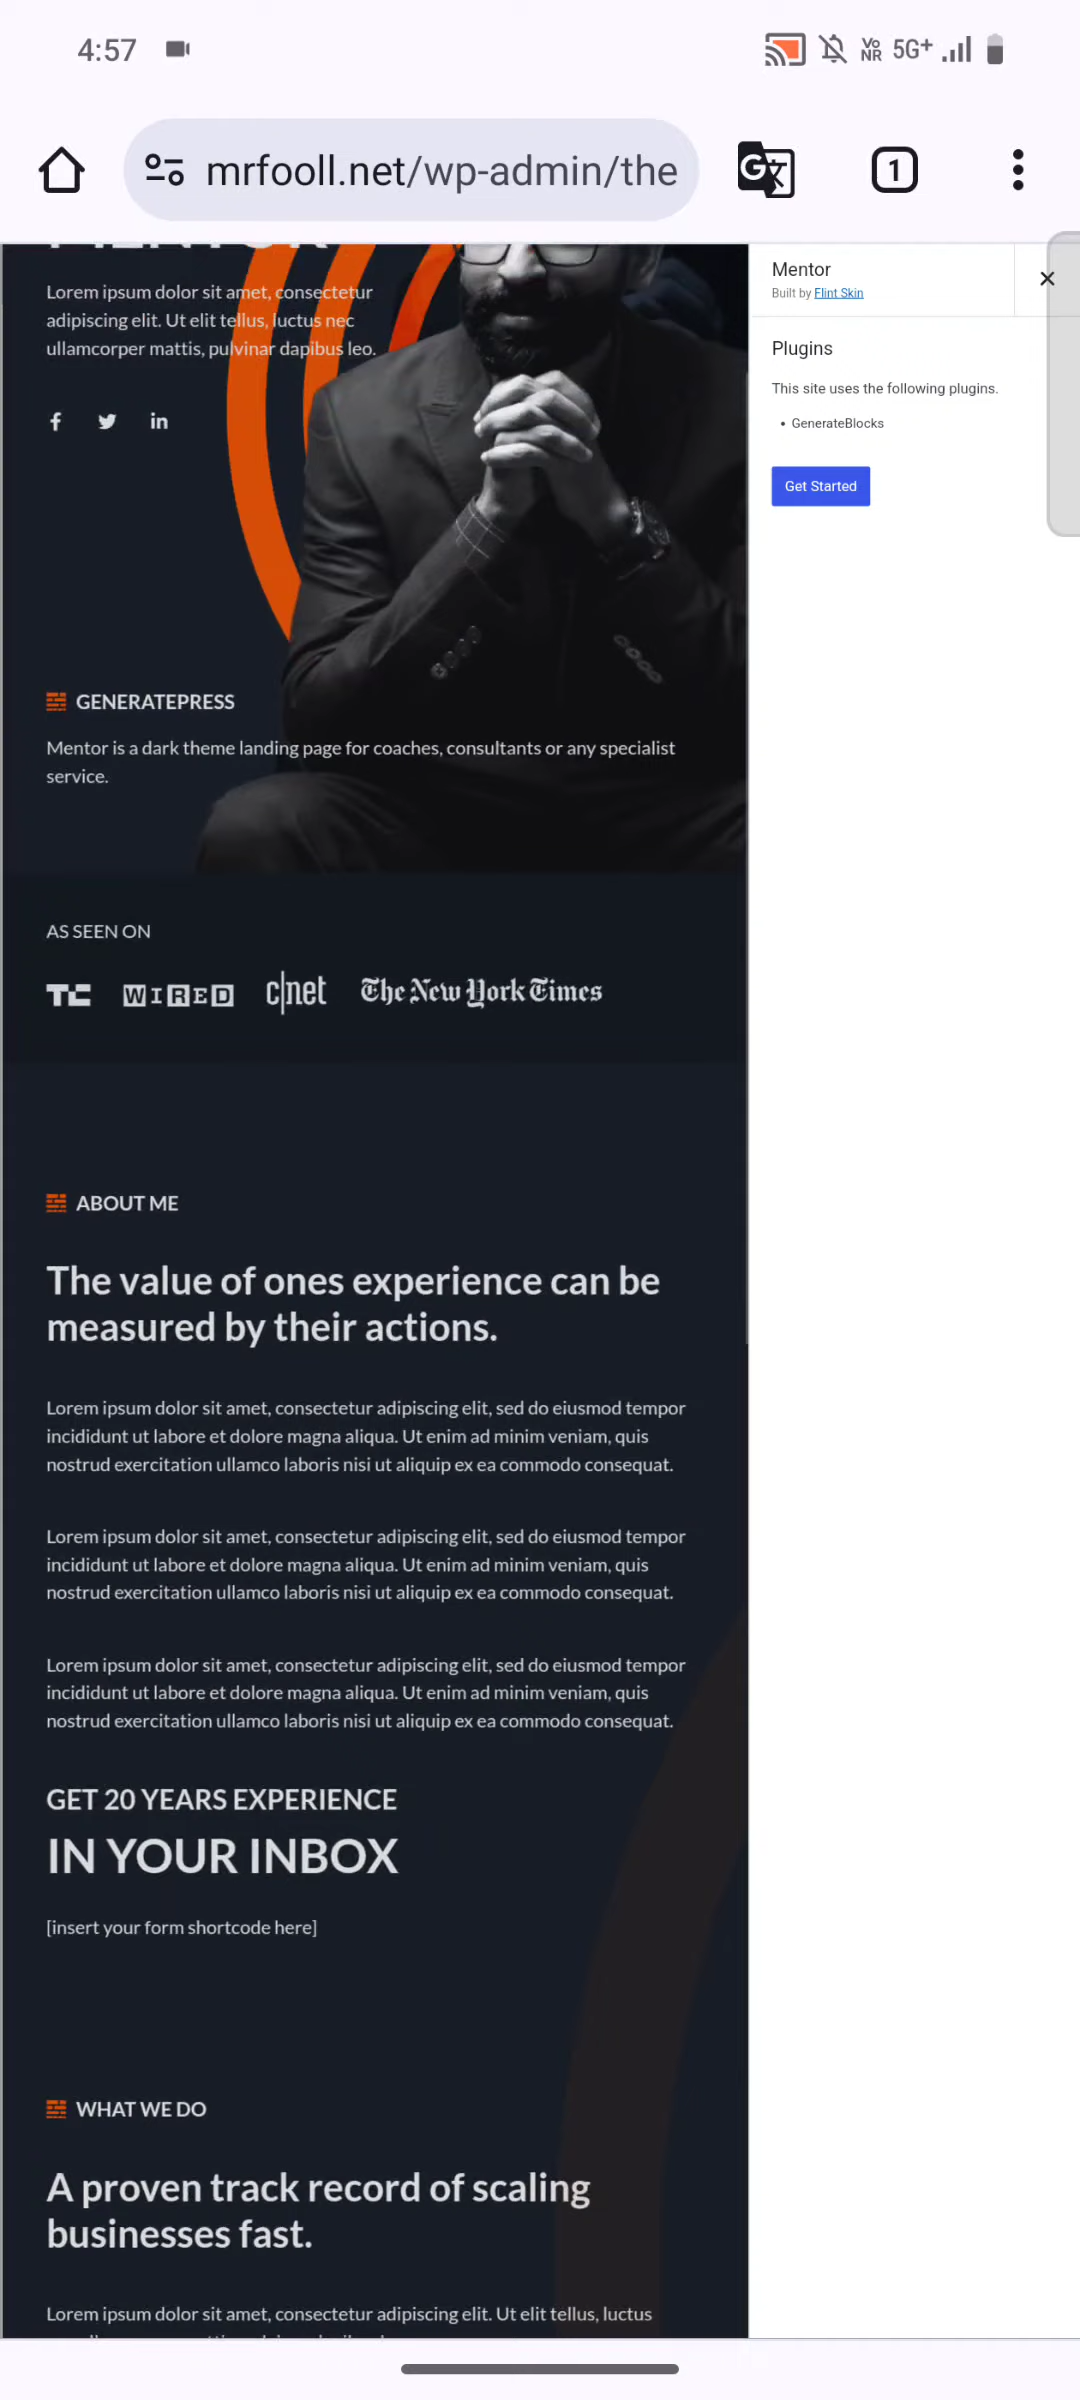 4:57
Vo NR 5G+
mrfooll.net/wp-admin/the
1
Lorem ipsum dolor sit amet, consectetur
adipiscing elit. Ut elit tellus, luctus nec
ullamcorper mattis, pulvinar dapibus leo.
GENERATEPRESS
Mentor is a dark theme landing page for coaches, consultants or any specialist
service.
AS SEEN ON
TC WIRED c|net The New York Times
ABOUT ME
The value of ones experience can be
measured by their actions.
Lorem ipsum dolor sit amet, consectetur adipiscing elit, sed do eiusmod tempor
incididunt ut labore et dolore magna aliqua. Ut enim ad minim veniam, quis
nostrud exercitation ullamco laboris nisi ut aliquip ex ea commodo consequat.
Lorem ipsum dolor sit amet, consectetur adipiscing elit, sed do eiusmod tempor
incididunt ut labore et dolore magna aliqua. Ut enim ad minim veniam, quis
nostrud exercitation ullamco laboris nisi ut aliquip ex ea commodo consequat.
Lorem ipsum dolor sit amet, consectetur adipiscing elit, sed do eiusmod tempor
incididunt ut labore et dolore magna aliqua. Ut enim ad minim veniam, quis
nostrud exercitation ullamco laboris nisi ut aliquip ex ea commodo consequat.
GET 20 YEARS EXPERIENCE
IN YOUR INBOX
[insert your form shortcode here]
WHAT WE DO
A proven track record of scaling
businesses fast.
Lorem ipsum dolor sit amet, consectetur adipiscing elit. Ut elit tellus, luctus
Mentor
Built by Flint Skin
Plugins
This site uses the following plugins.
• GenerateBlocks
Get Started